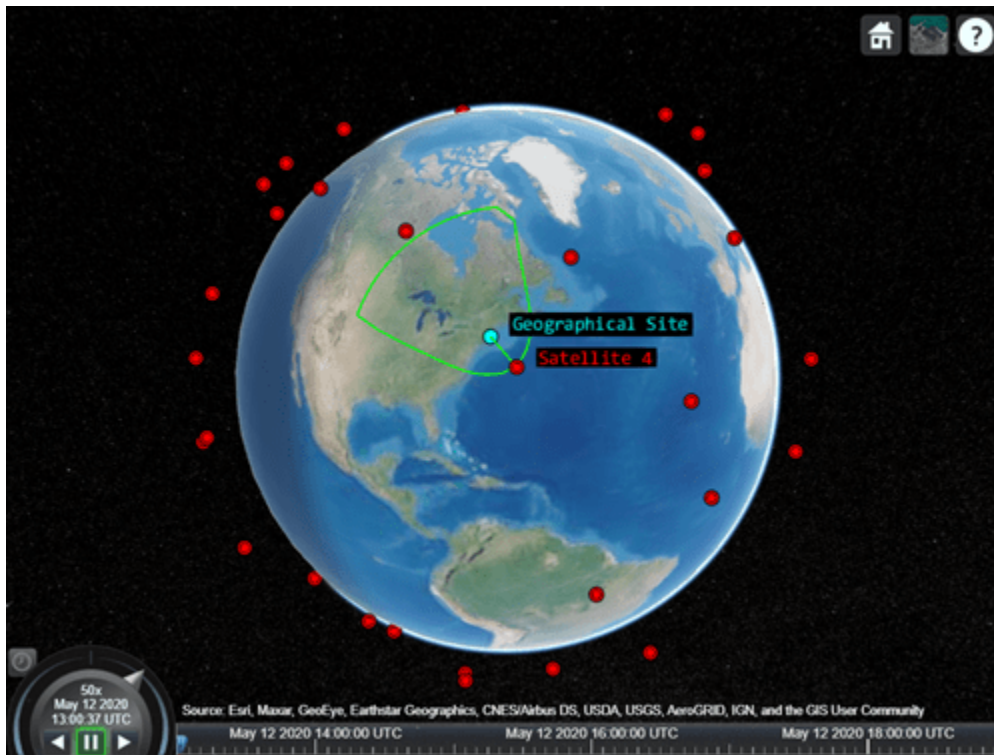 ?
Geographical Site
Satellite 4
50x
May 12 2020
13:00:37 UTC
Source: Esri, Maxar, GeoEye, Earthstar Geographics, CNES/Airbus DS, USDA, USGS, AeroGRID, IGN, and the GIS User Community
May 12 2020 14:00:00 UTC
May 12 2020 16:00:00 UTC
May 12 2020 18:00:00 UTC